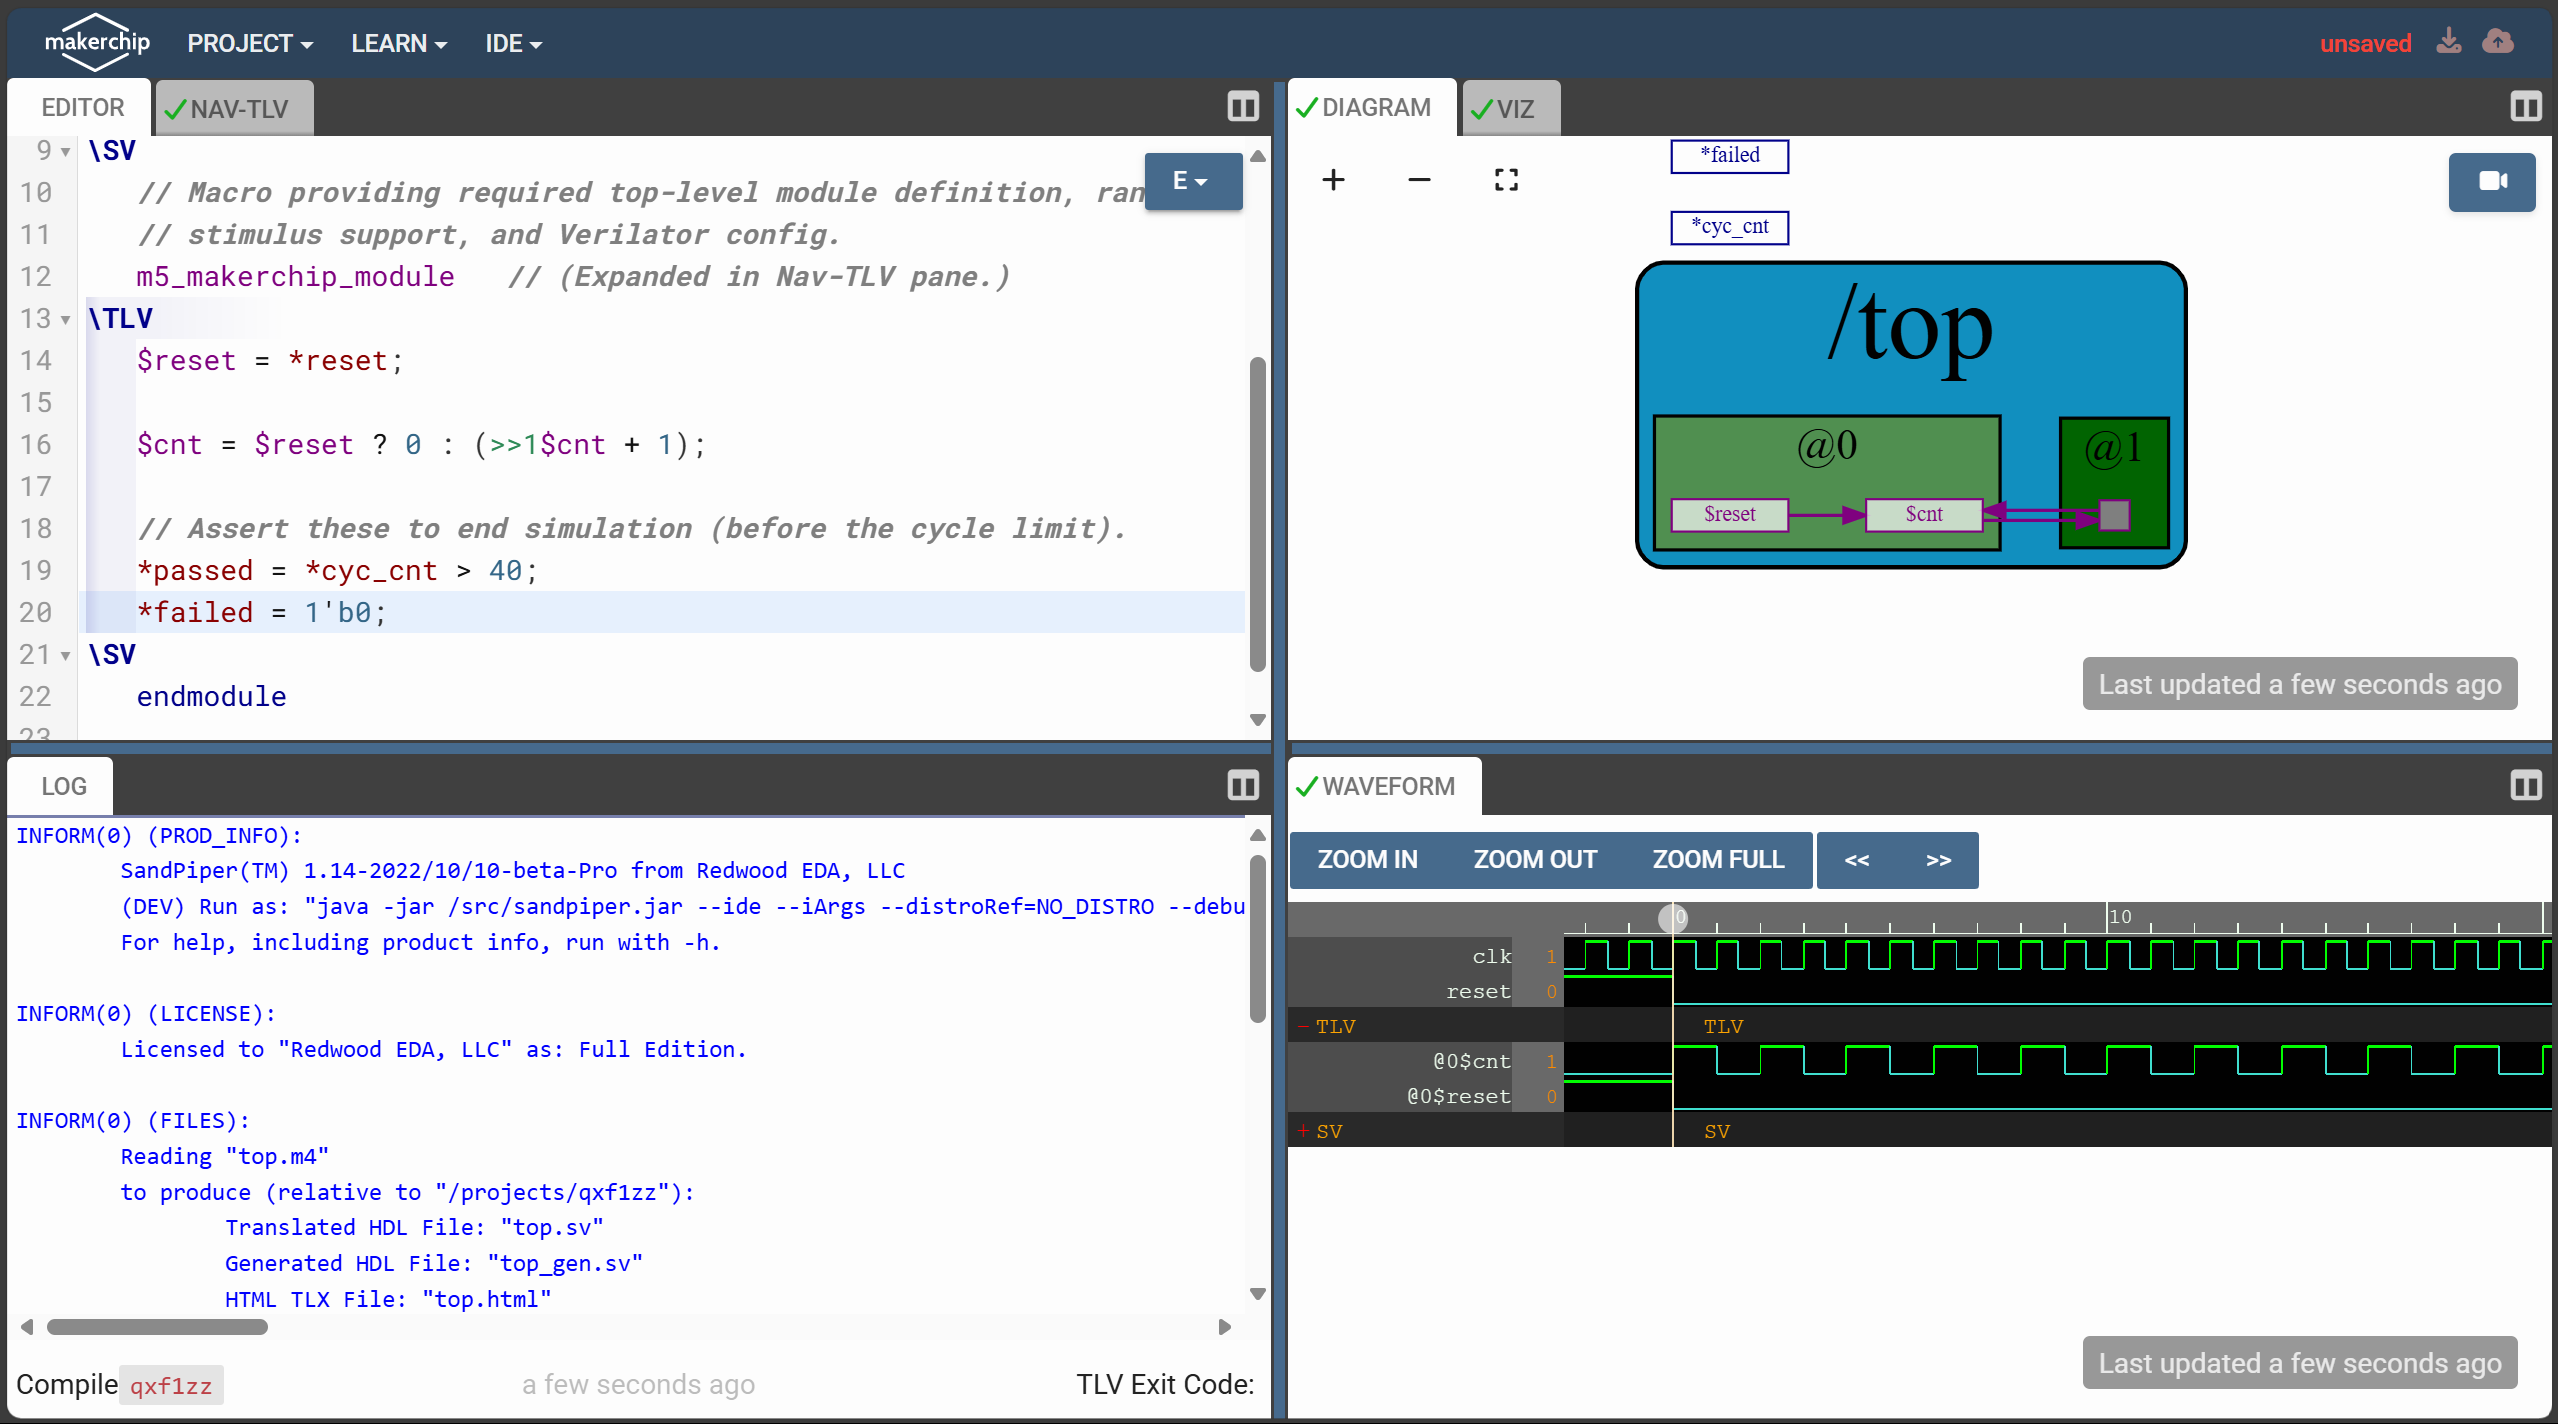 makerchip
PROJECT LEARN IDE unsaved
EDITOR NAV-TLV
E
9 \SV
10 // Macro providing required top-level module definition, ran
11 // stimulus support, and Verilator config.
12 m5_makerchip_module // (Expanded in Nav-TLV pane.)
13 \TLV
14 $reset = *reset;
15
16 $cnt = $reset ? 0 : (>>1$cnt + 1);
17
18 // Assert these to end simulation (before the cycle limit).
19 *passed = *cyc_cnt > 40;
20 *failed = 1'b0;
21 \SV
22 endmodule
23
DIAGRAM VIZ
*failed
*cyc_cnt
/top
@0 @1
$reset $cnt
Last updated a few seconds ago
LOG
INFORM(0) (PROD_INFO):
SandPiper(TM) 1.14-2022/10/10-beta-Pro from Redwood EDA, LLC
(DEV) Run as: "java -jar /src/sandpiper.jar --ide --iArgs --distroRef=NO_DISTRO --debu
For help, including product info, run with -h.
INFORM(0) (LICENSE):
Licensed to "Redwood EDA, LLC" as: Full Edition.
INFORM(0) (FILES):
Reading "top.m4"
to produce (relative to "/projects/qxf1zz"):
Translated HDL File: "top.sv"
Generated HDL File: "top_gen.sv"
HTML TLX File: "top.html"
Compile qxf1zz a few seconds ago TLV Exit Code:
WAVEFORM
ZOOM IN ZOOM OUT ZOOM FULL << >>
0 10
clk 1
reset 0
- TLV TLV
@0$cnt 1
@0$reset 0
+ SV SV
Last updated a few seconds ago